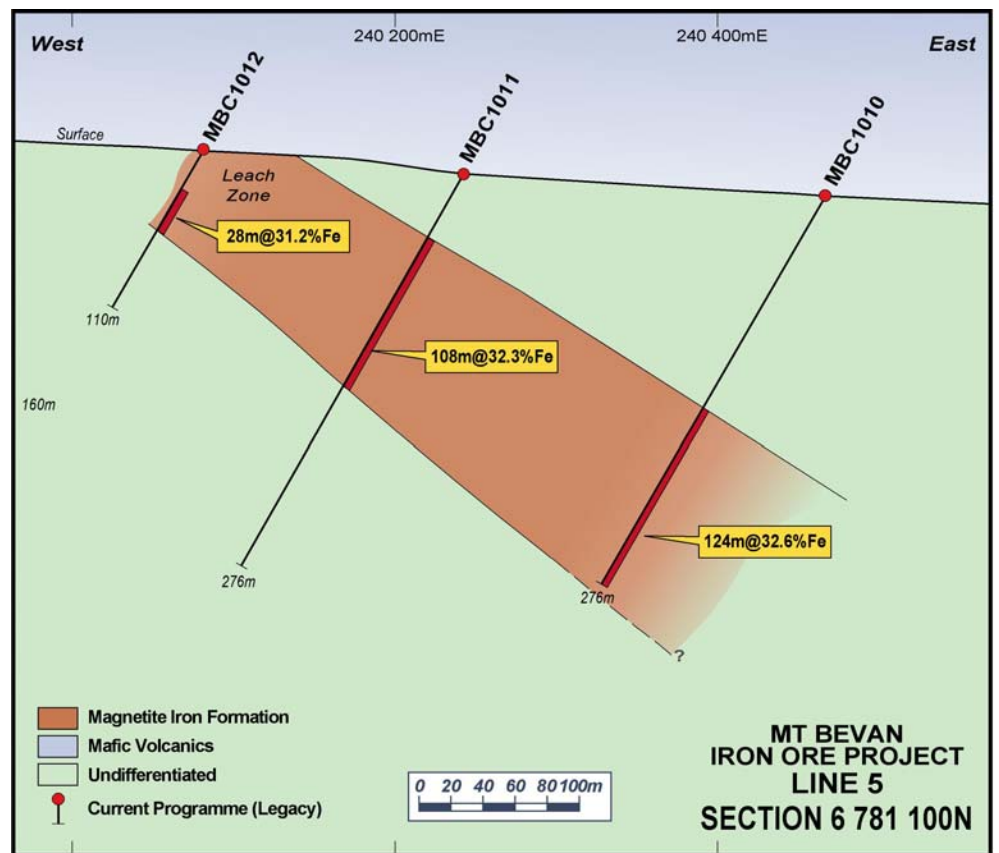 West
240 200mE
240 400mE
East
Surface
MBC1012
MBC1011
MBC1010
Leach
Zone
28m@31.2%Fe
110m
108m@32.3%Fe
160m
124m@32.6%Fe
276m
276m
?
Magnetite Iron Formation
Mafic Volcanics
Undifferentiated
Current Programme (Legacy)
0 20 40 60 80 100m
MT BEVAN
IRON ORE PROJECT
LINE 5
SECTION 6 781 100N